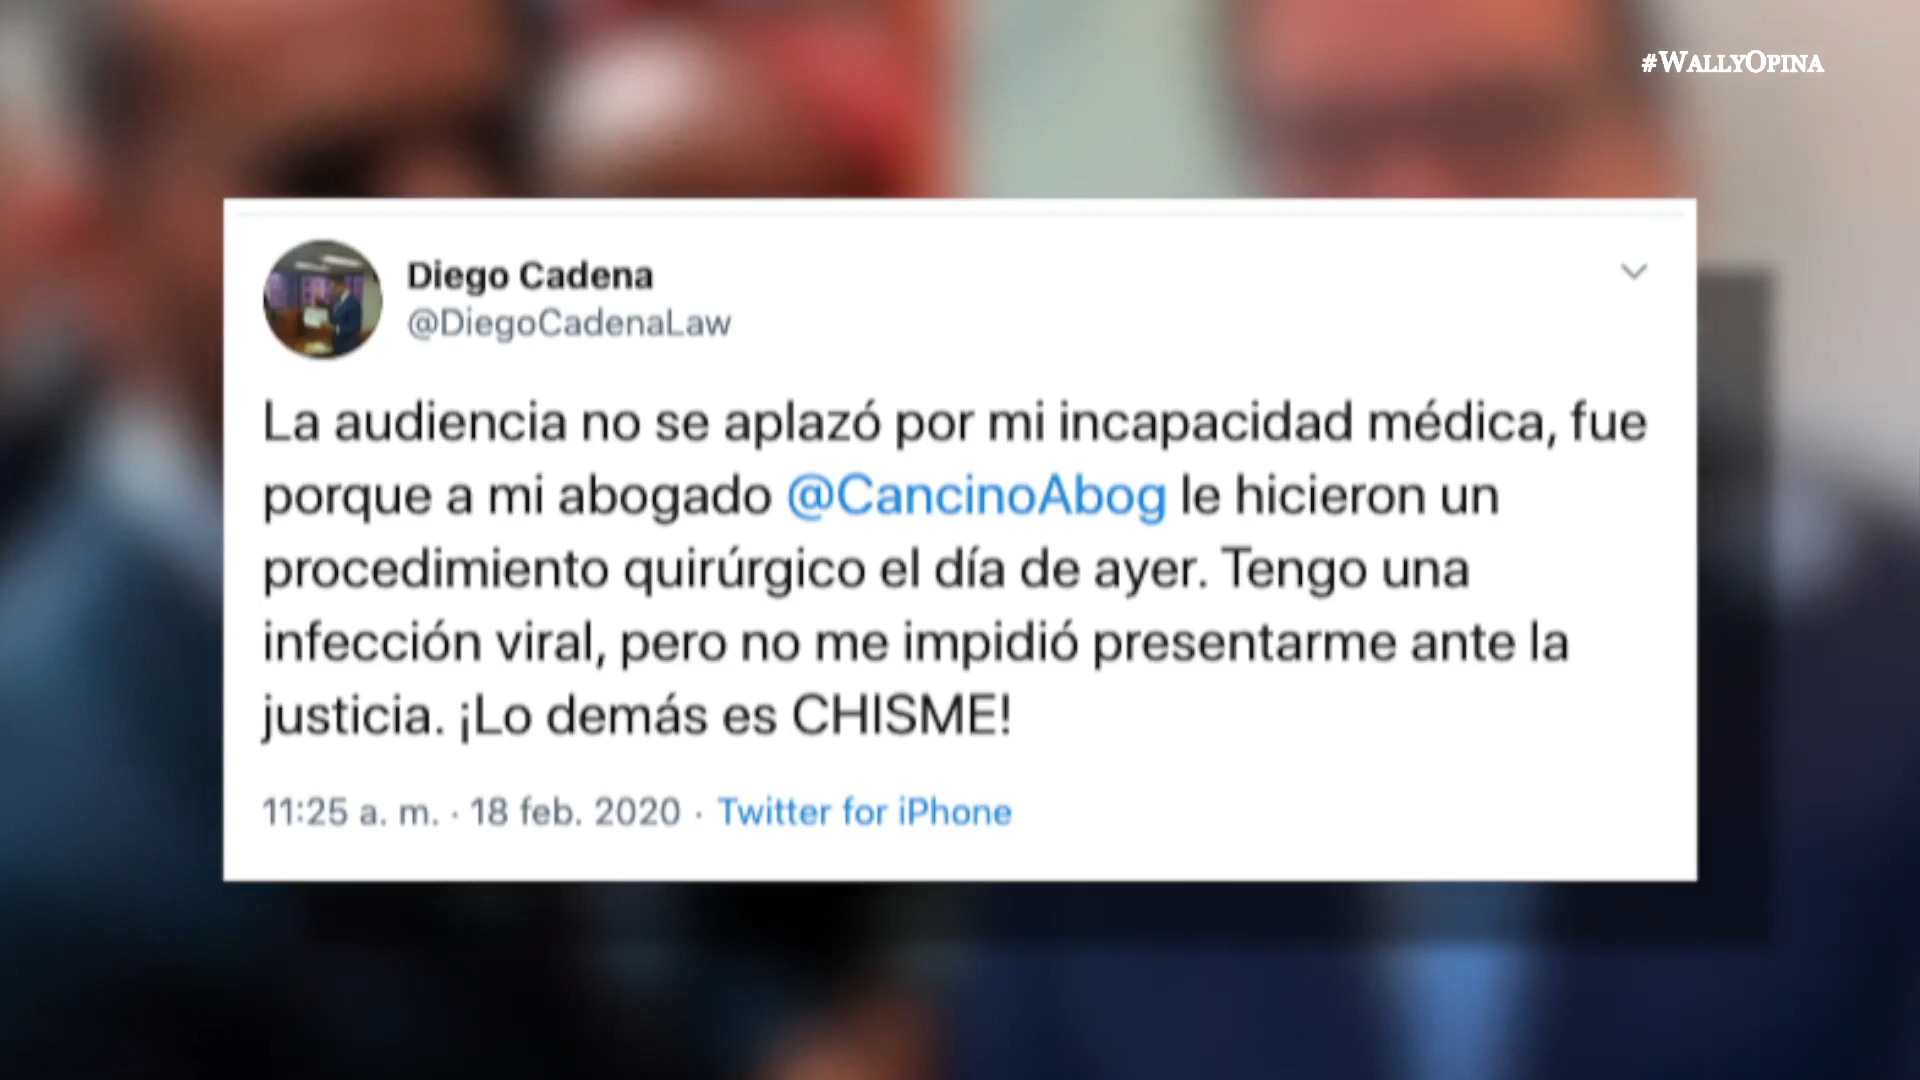 #WALLYOPINA
Diego Cadena
@DiegoCadenaLaw
La audiencia no se aplazó por mi incapacidad médica, fue
porque a mi abogado @CancinoAbog le hicieron un
procedimiento quirúrgico el día de ayer. Tengo una
infección viral, pero no me impidió presentarme ante la
justicia. ¡Lo demás es CHISME!
11:25 a. m. · 18 feb. 2020 · Twitter for iPhone